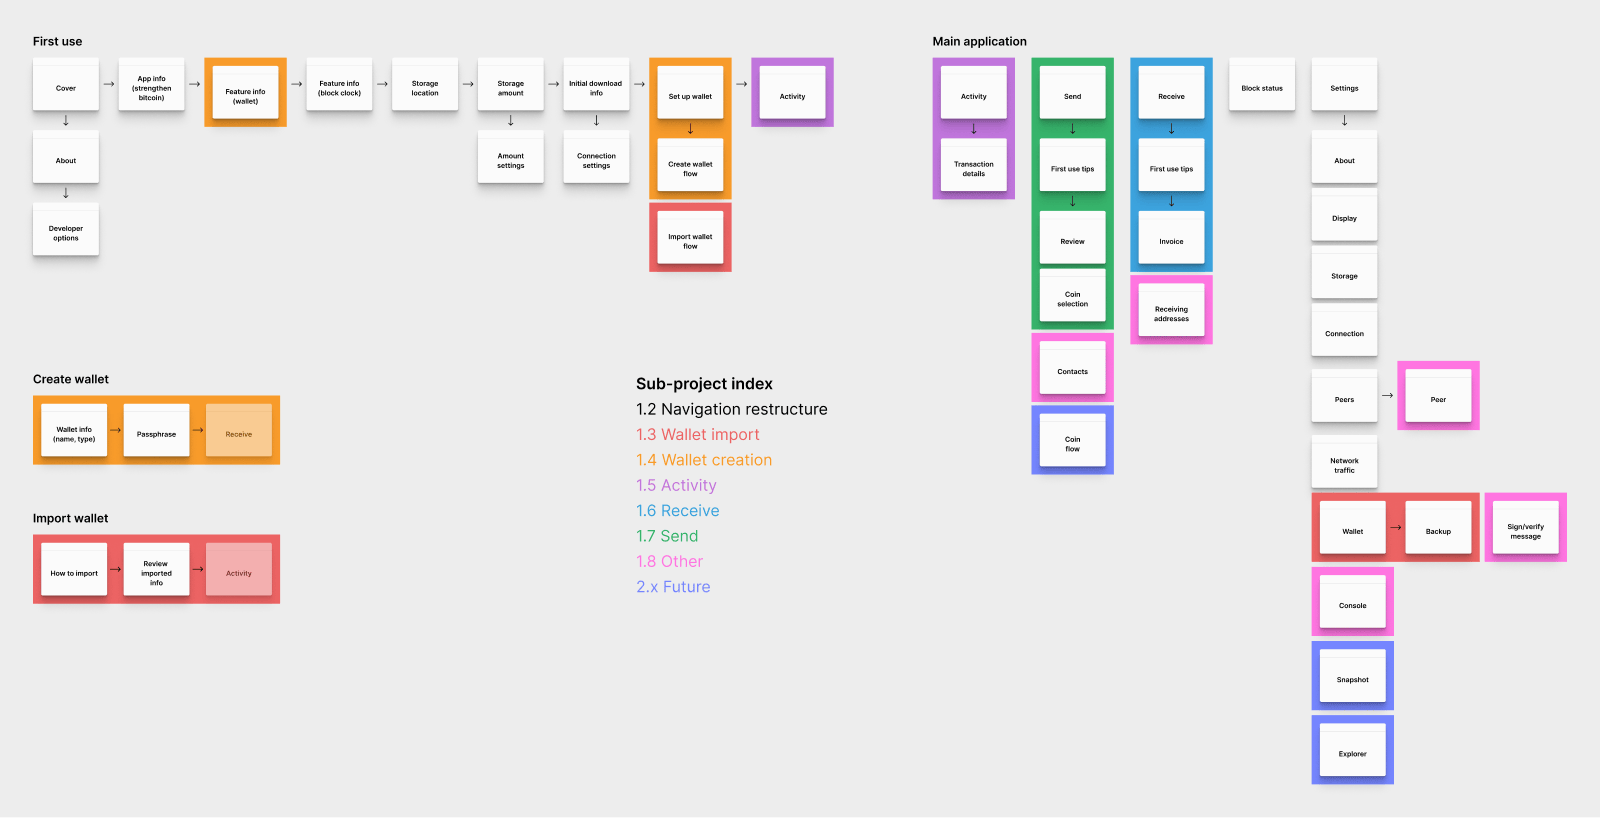 First use
Cover
App info
(strengthen
bitcoin)
Feature info
(wallet)
Feature info
(block clock)
Storage
location
Storage
amount
Initial download
info
Set up wallet
Activity
About
Amount
settings
Connection
settings
Create wallet
flow
Developer
options
Import wallet
flow
Create wallet
Wallet info
(name, type)
Passphrase
Receive
Import wallet
How to import
Review
imported
info
Activity
Sub-project index
1.2 Navigation restructure
1.3 Wallet import
1.4 Wallet creation
1.5 Activity
1.6 Receive
1.7 Send
1.8 Other
2.x Future
Main application
Activity
Transaction
details
Send
First use tips
Review
Coin
selection
Contacts
Coin
flow
Receive
First use tips
Invoice
Receiving
addresses
Block status
Settings
About
Display
Storage
Connection
Peers
Peer
Network
traffic
Wallet
Backup
Sign/verify
message
Console
Snapshot
Explorer